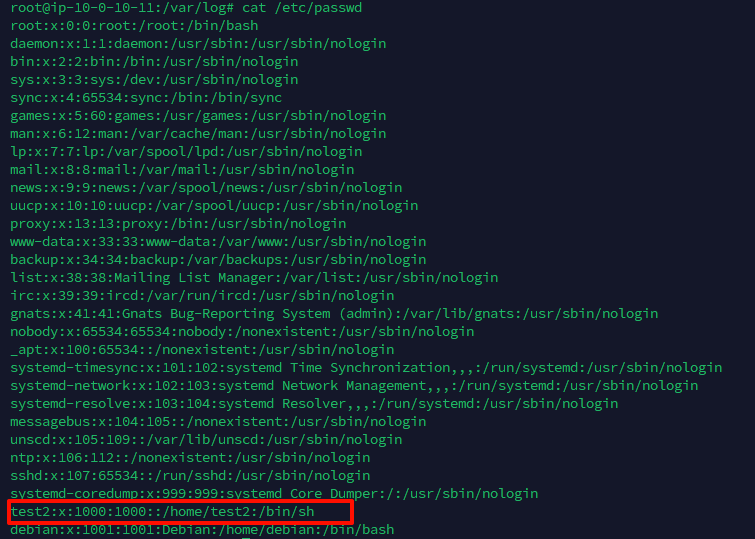 root@ip-10-0-10-11:/var/log# cat /etc/passwd
root:x:0:0:root:/root:/bin/bash
daemon:x:1:1:daemon:/usr/sbin:/usr/sbin/nologin
bin:x:2:2:bin:/bin:/usr/sbin/nologin
sys:x:3:3:sys:/dev:/usr/sbin/nologin
sync:x:4:65534:sync:/bin:/bin/sync
games:x:5:60:games:/usr/games:/usr/sbin/nologin
man:x:6:12:man:/var/cache/man:/usr/sbin/nologin
lp:x:7:7:lp:/var/spool/lpd:/usr/sbin/nologin
mail:x:8:8:mail:/var/mail:/usr/sbin/nologin
news:x:9:9:news:/var/spool/news:/usr/sbin/nologin
uucp:x:10:10:uucp:/var/spool/uucp:/usr/sbin/nologin
proxy:x:13:13:proxy:/bin:/usr/sbin/nologin
www-data:x:33:33:www-data:/var/www:/usr/sbin/nologin
backup:x:34:34:backup:/var/backups:/usr/sbin/nologin
list:x:38:38:Mailing List Manager:/var/list:/usr/sbin/nologin
irc:x:39:39:ircd:/var/run/ircd:/usr/sbin/nologin
gnats:x:41:41:Gnats Bug-Reporting System (admin):/var/lib/gnats:/usr/sbin/nologin
nobody:x:65534:65534:nobody:/nonexistent:/usr/sbin/nologin
_apt:x:100:65534::/nonexistent:/usr/sbin/nologin
systemd-timesync:x:101:102:systemd Time Synchronization,,,:/run/systemd:/usr/sbin/nologin
systemd-network:x:102:103:systemd Network Management,,,:/run/systemd:/usr/sbin/nologin
systemd-resolve:x:103:104:systemd Resolver,,,:/run/systemd:/usr/sbin/nologin
messagebus:x:104:105::/nonexistent:/usr/sbin/nologin
unscd:x:105:109::/var/lib/unscd:/usr/sbin/nologin
ntp:x:106:112::/nonexistent:/usr/sbin/nologin
sshd:x:107:65534::/run/sshd:/usr/sbin/nologin
systemd-coredump:x:999:999:systemd Core Dumper:/:/usr/sbin/nologin
test2:x:1000:1000::/home/test2:/bin/sh
debian:x:1001:1001:Debian:/home/debian:/bin/bash